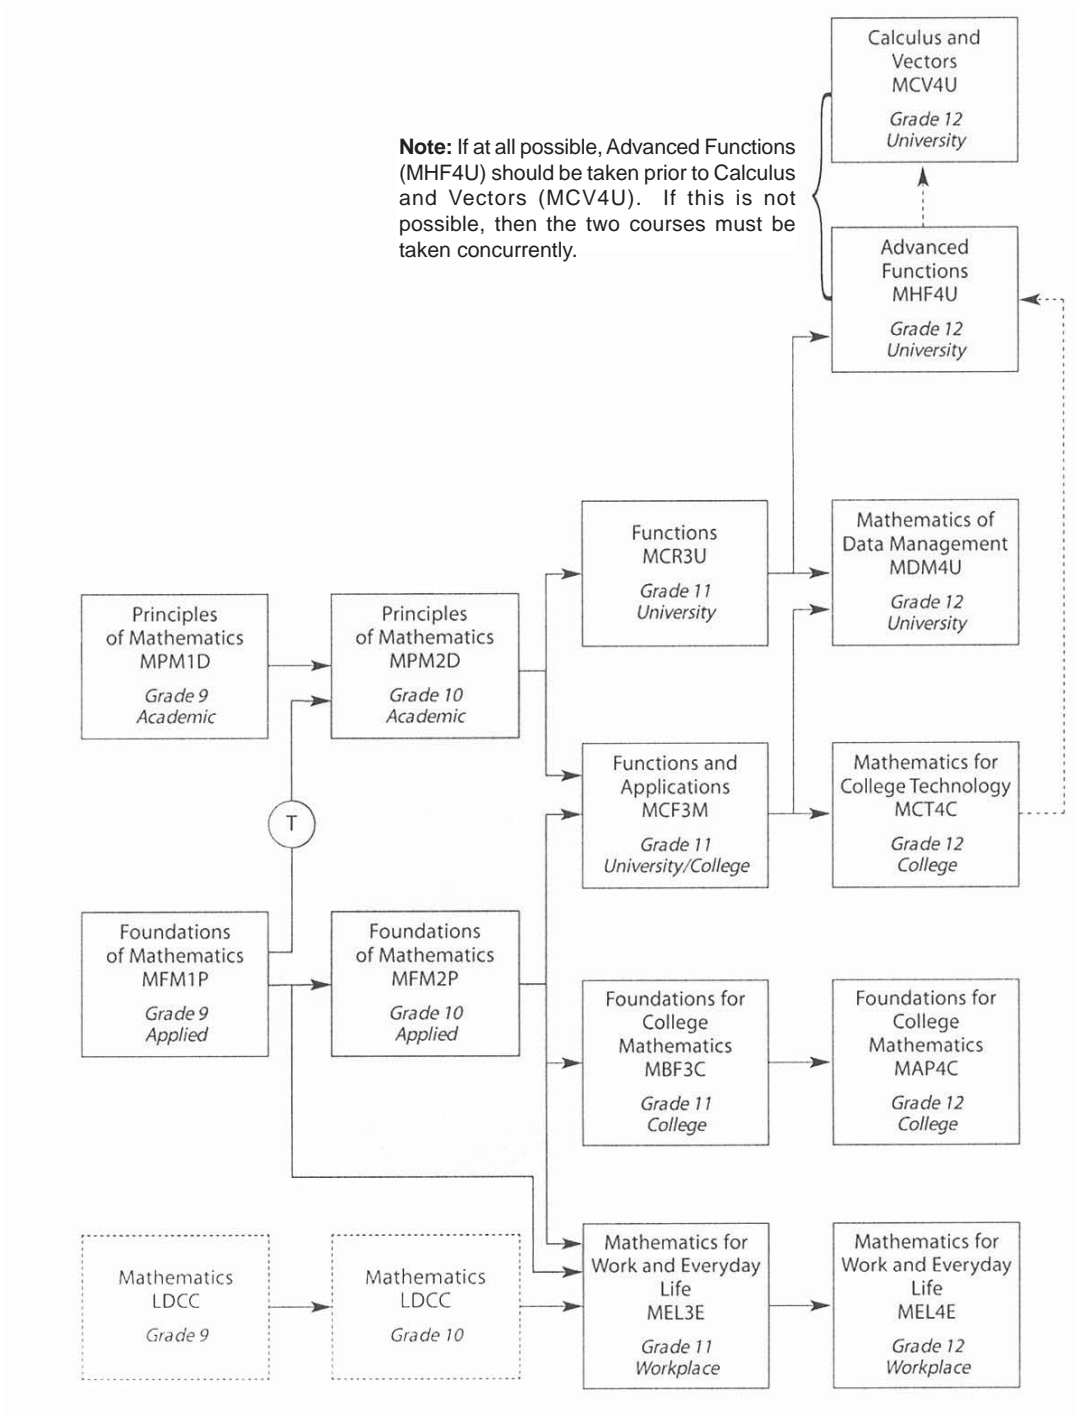 Calculus and
Vectors
MCV4U
Grade 12
University
Note: If at all possible, Advanced Functions
(MHF4U) should be taken prior to Calculus
and Vectors (MCV4U). If this is not
possible, then the two courses must be
taken concurrently.
Advanced
Functions
MHF4U
Grade 12
University
Functions
MCR3U
Grade 11
University
Mathematics of
Data Management
MDM4U
Grade 12
University
Principles
of Mathematics
MPM1D
Grade 9
Academic
Principles
of Mathematics
MPM2D
Grade 10
Academic
Functions and
Applications
MCF3M
Grade 11
University/College
Mathematics for
College Technology
MCT4C
Grade 12
College
T
Foundations
of Mathematics
MFM1P
Grade 9
Applied
Foundations
of Mathematics
MFM2P
Grade 10
Applied
Foundations for
College
Mathematics
MBF3C
Grade 11
College
Foundations for
College
Mathematics
MAP4C
Grade 12
College
Mathematics
LDCC
Grade 9
Mathematics
LDCC
Grade 10
Mathematics for
Work and Everyday
Life
MEL3E
Grade 11
Workplace
Mathematics for
Work and Everyday
Life
MEL4E
Grade 12
Workplace